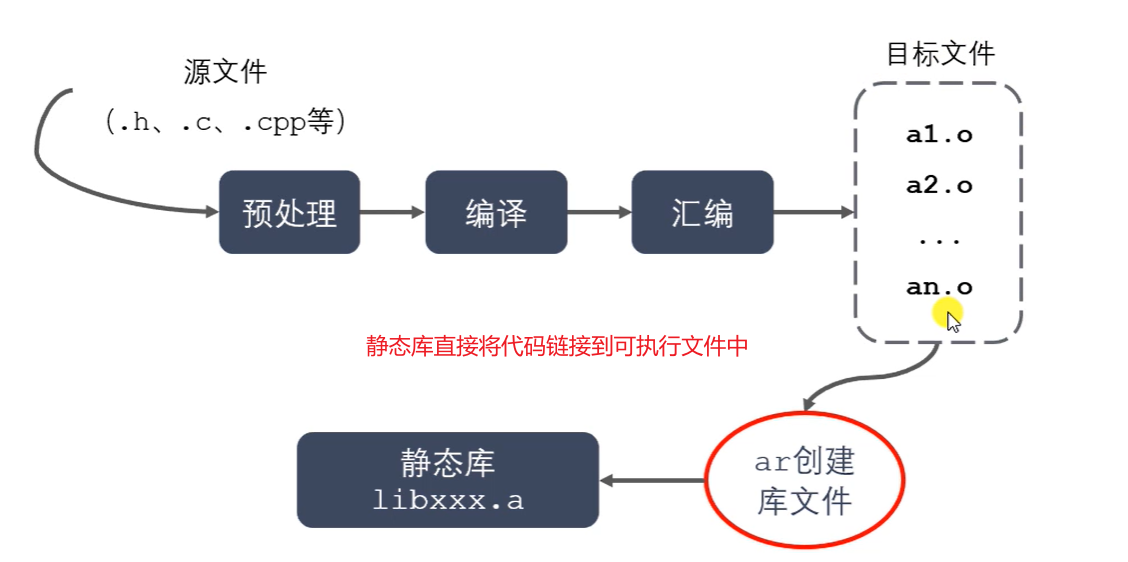 源文件
(.h、.c、.cpp等)
目标文件
a1.o
a2.o
...
an.o
预处理
编译
汇编
静态库直接将代码链接到可执行文件中
ar创建
库文件
静态库
libxxx.a